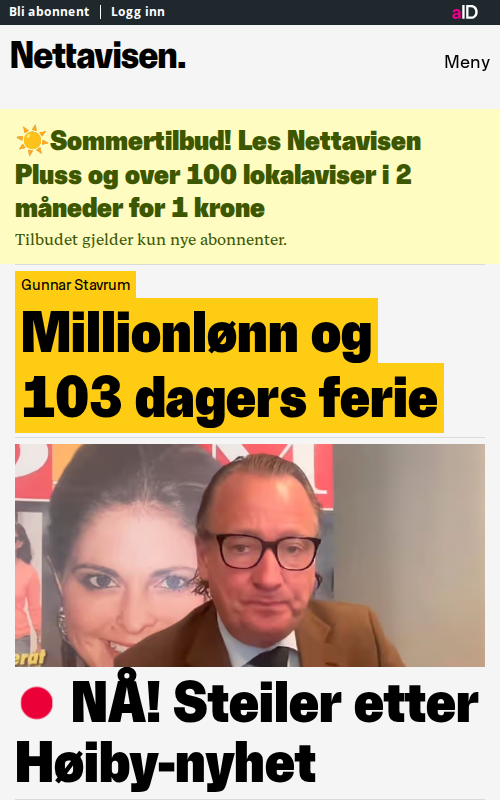 Bli abonnent
Logg inn
aID
Nettavisen.
Meny
☀️Sommertilbud! Les Nettavisen
Pluss og over 100 lokalaviser i 2
måneder for 1 krone
Tilbudet gjelder kun nye abonnenter.
Gunnar Stavrum
Millionlønn og
103 dagers ferie
erat
NÅ! Steiler etter
Høiby-nyhet